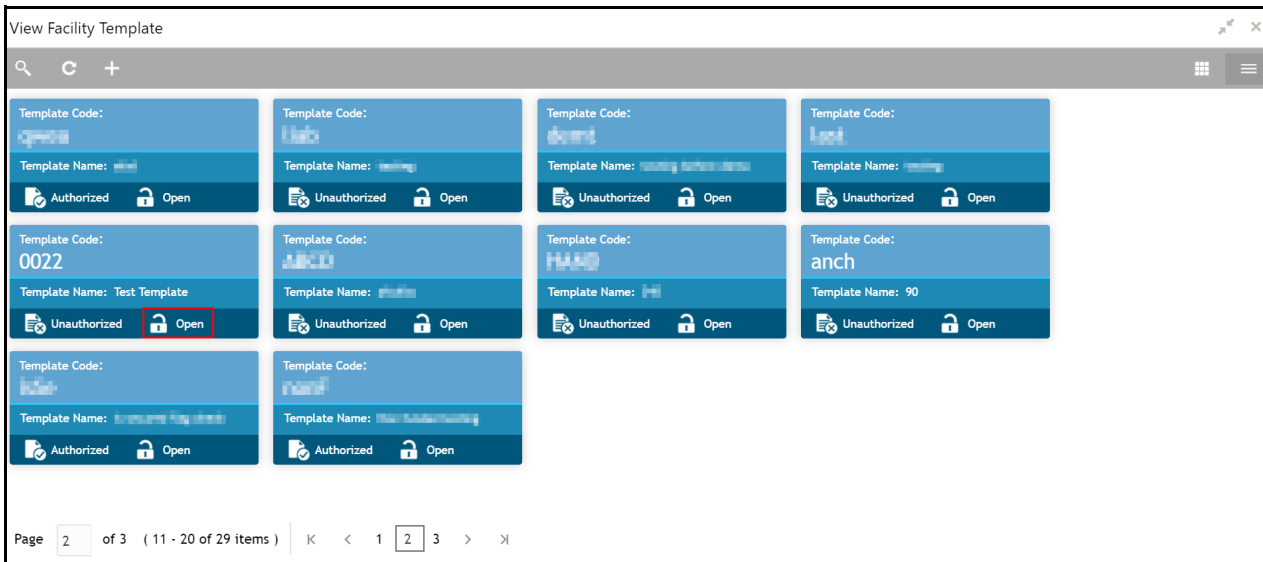 View Facility Template
Template Code: Template Code: Template Code: Template Code:
Template Name: Template Name: Template Name: Template Name:
Authorized Open Unauthorized Open Unauthorized Open Unauthorized Open
Template Code: Template Code: Template Code: Template Code:
0022 anch
Template Name: Test Template Template Name: Template Name: Template Name: 90
Unauthorized Open Unauthorized Open Unauthorized Open Unauthorized Open
Template Code: Template Code:
Template Name: Template Name:
Authorized Open Authorized Open
Page 2 of 3 ( 11 - 20 of 29 items ) 1 2 3